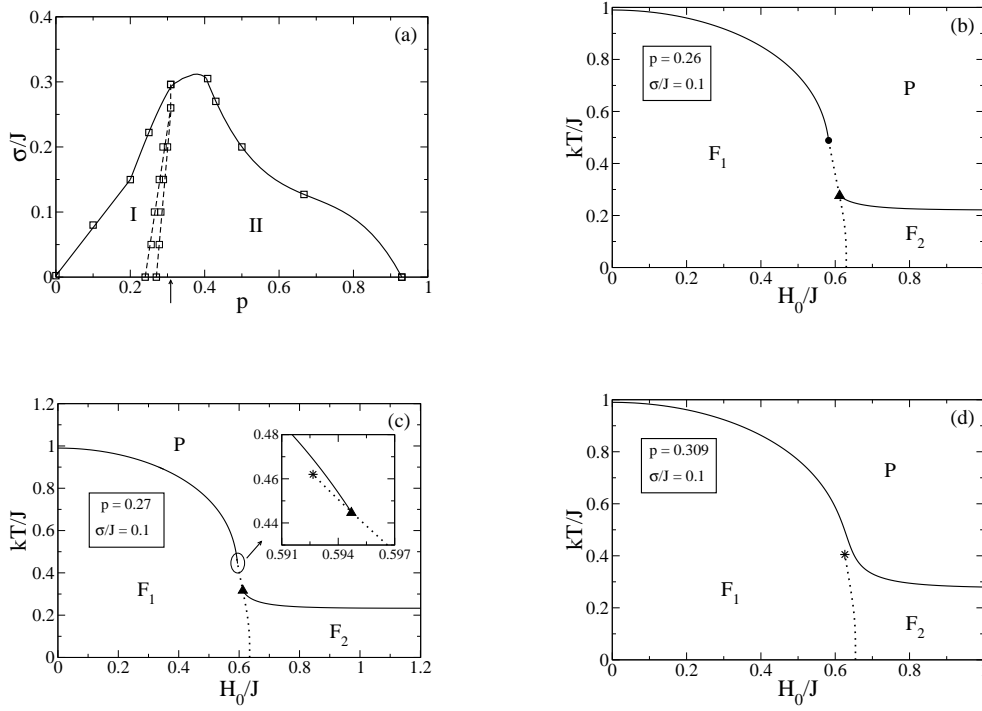 (a)
0.4
0.3
0.2
0.1
0
σ/J
I
II
0
0.2
0.4
0.6
0.8
1
p
(b)
1
0.8
0.6
0.4
0.2
0
kT/J
p = 0.26
σ/J = 0.1
P
F1
F2
0
0.2
0.4
0.6
0.8
H0/J
(c)
1.2
1
0.8
0.6
0.4
0.2
0
kT/J
P
p = 0.27
σ/J = 0.1
0.48
0.46
0.44
0.591
0.594
0.597
F1
F2
0
0.2
0.4
0.6
0.8
1
1.2
H0/J
(d)
1
0.8
0.6
0.4
0.2
0
kT/J
p = 0.309
σ/J = 0.1
P
F1
F2
0
0.2
0.4
0.6
0.8
H0/J